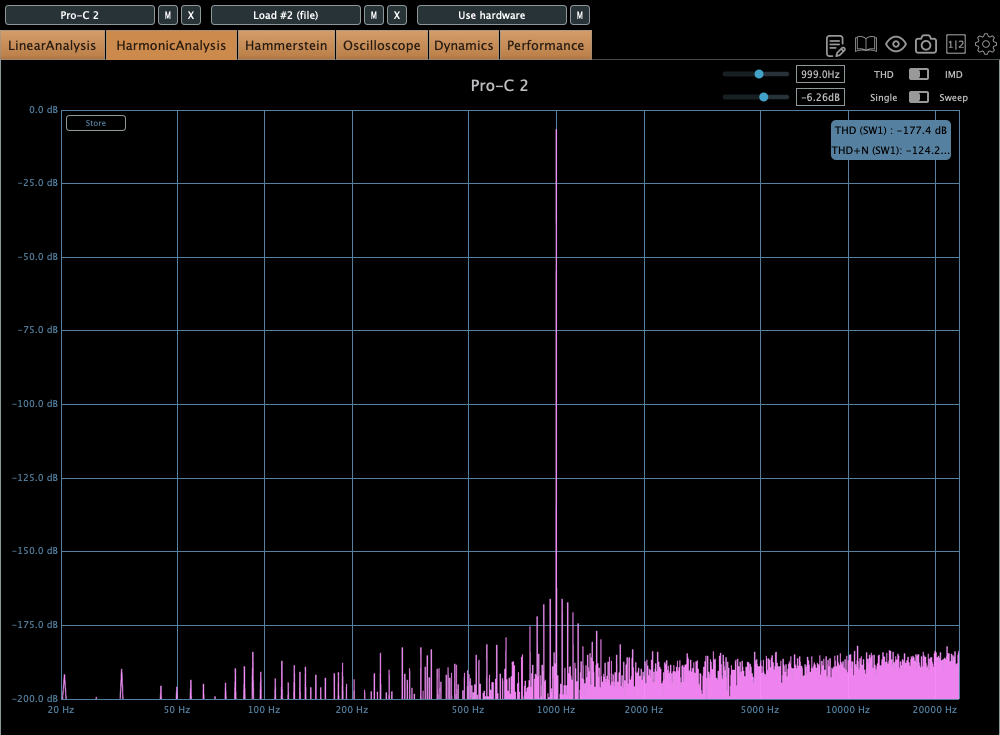 Pro-C 2 M X Load #2 (file) M X Use hardware M
LinearAnalysis HarmonicAnalysis Hammerstein Oscilloscope Dynamics Performance 1|2
Pro-C 2
999.0Hz THD IMD
-6.26dB Single Sweep
Store
THD (SW1) : -177.4 dB
THD+N (SW1): -124.2...
0.0 dB
-25.0 dB
-50.0 dB
-75.0 dB
-100.0 dB
-125.0 dB
-150.0 dB
-175.0 dB
-200.0 dB
20 Hz 50 Hz 100 Hz 200 Hz 500 Hz 1000 Hz 2000 Hz 5000 Hz 10000 Hz 20000 Hz